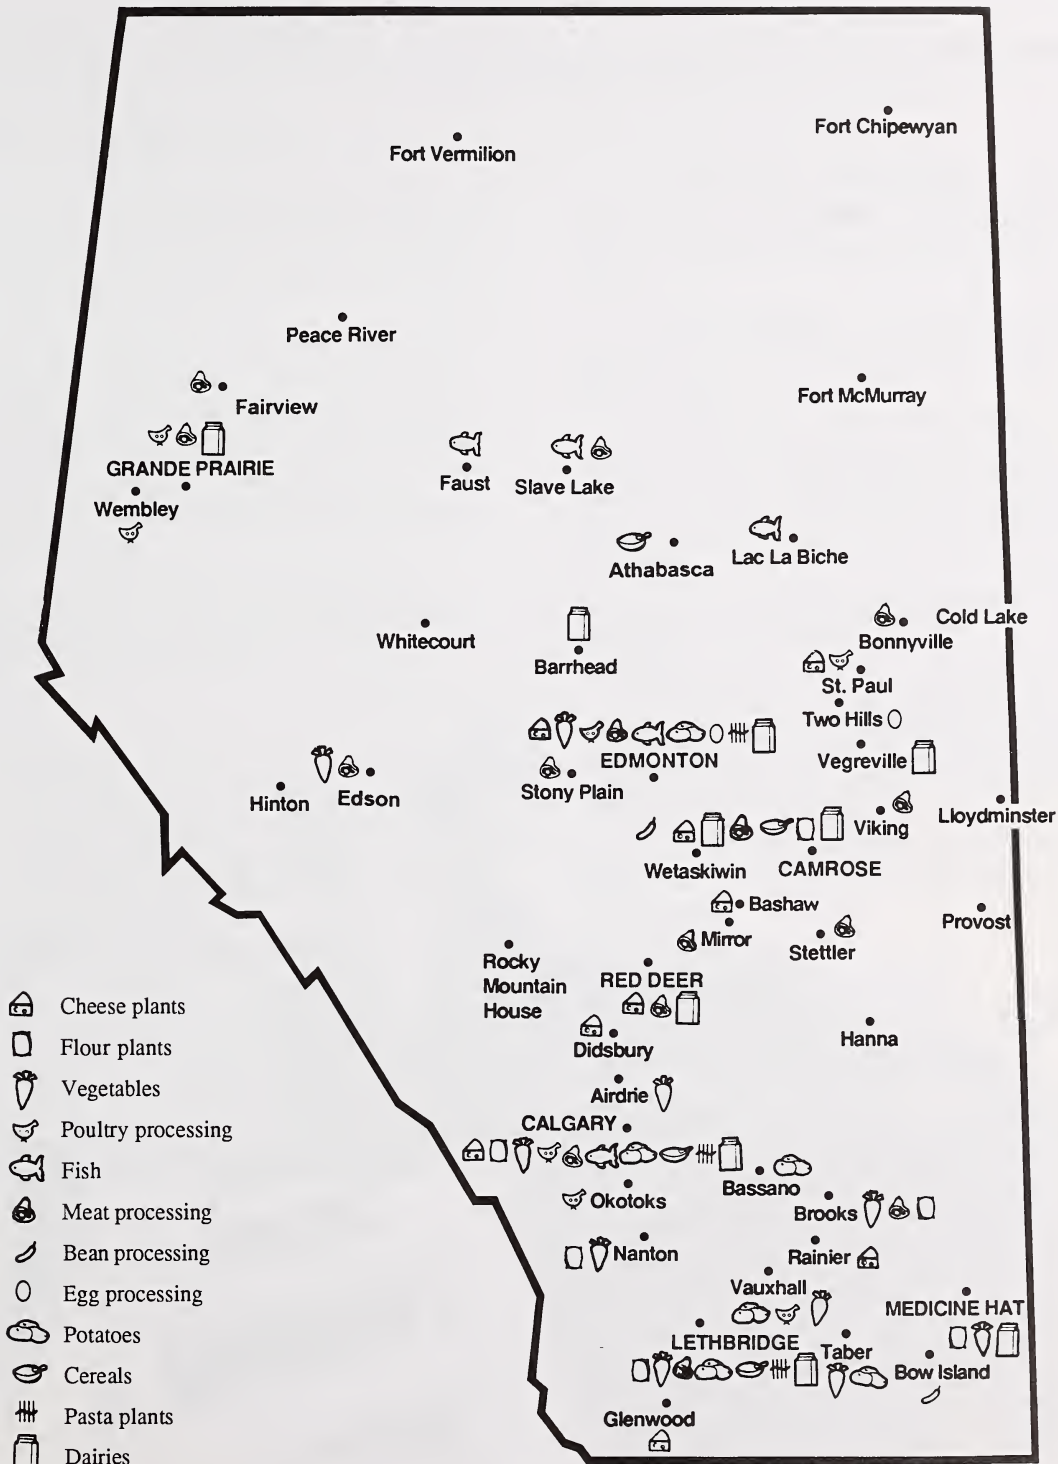 Fort Chipewyan
Fort Vermilion
Peace River
Fort McMurray
Fairview
GRANDE PRAIRIE
Faust
Slave Lake
Wembley
Athabasca
Lac La Biche
Cold Lake
Whitecourt
Bonnyville
Barrhead
St. Paul
Two Hills
EDMONTON
Vegreville
Stony Plain
Hinton
Edson
Lloydminster
Viking
Wetaskiwin
CAMROSE
Bashaw
Provost
Mirror
Stettler
Rocky
Mountain
House
RED DEER
Hanna
Didsbury
Airdrie
CALGARY
Bassano
Okotoks
Brooks
Nanton
Rainier
Vauxhall
MEDICINE HAT
LETHBRIDGE
Taber
Bow Island
Glenwood
Cheese plants
Flour plants
Vegetables
Poultry processing
Fish
Meat processing
Bean processing
Egg processing
Potatoes
Cereals
Pasta plants
Dairies